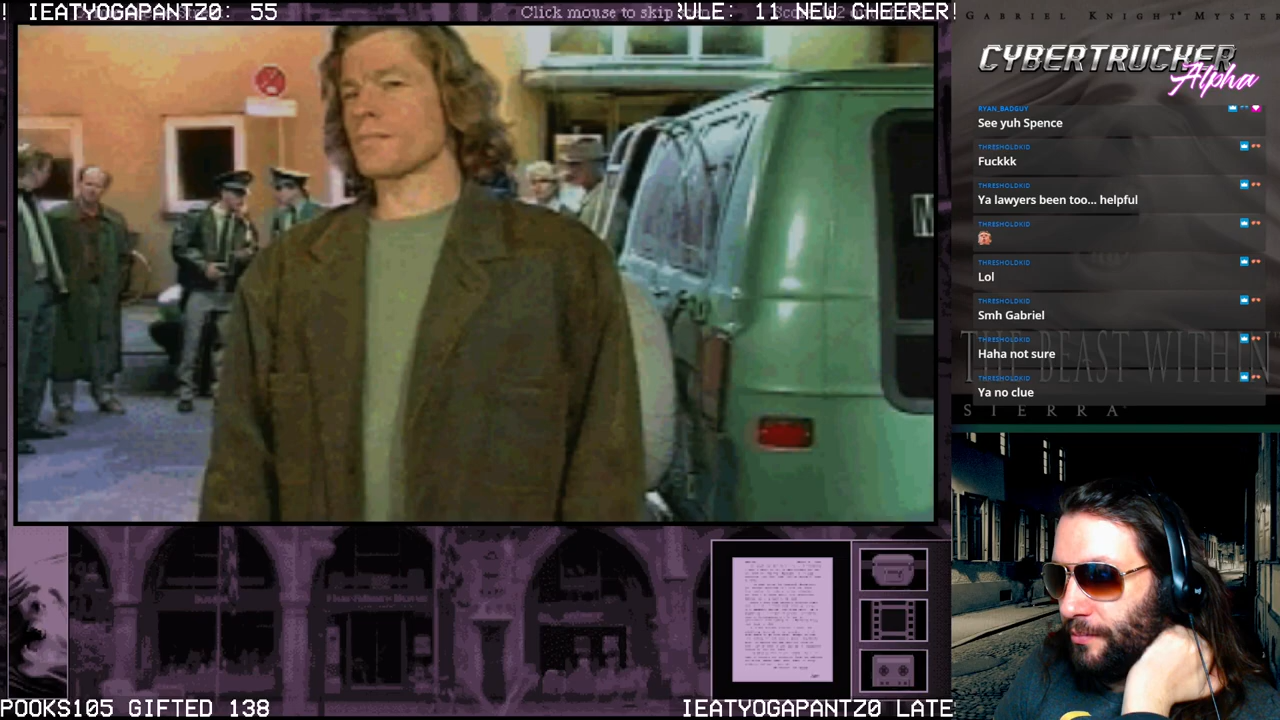 ! IEATYOGAPANTZ0: 55
Click mouse to skip
RULE: 11 NEW CHEERER!
GABRIEL KNIGHT MYSTER
CYBERTRUCKER
Alpha
RYAN_BADGUY
See yuh Spence
THRESHOLDKID
Fuckkk
THRESHOLDKID
Ya lawyers been too... helpful
THRESHOLDKID
THRESHOLDKID
Lol
THRESHOLDKID
Smh Gabriel
THRESHOLDKID
Haha not sure
THE BEAST WITHIN
THRESHOLDKID
Ya no clue
SIERRA
POOKS105 GIFTED 138
IEATYOGAPANTZ0 LATE